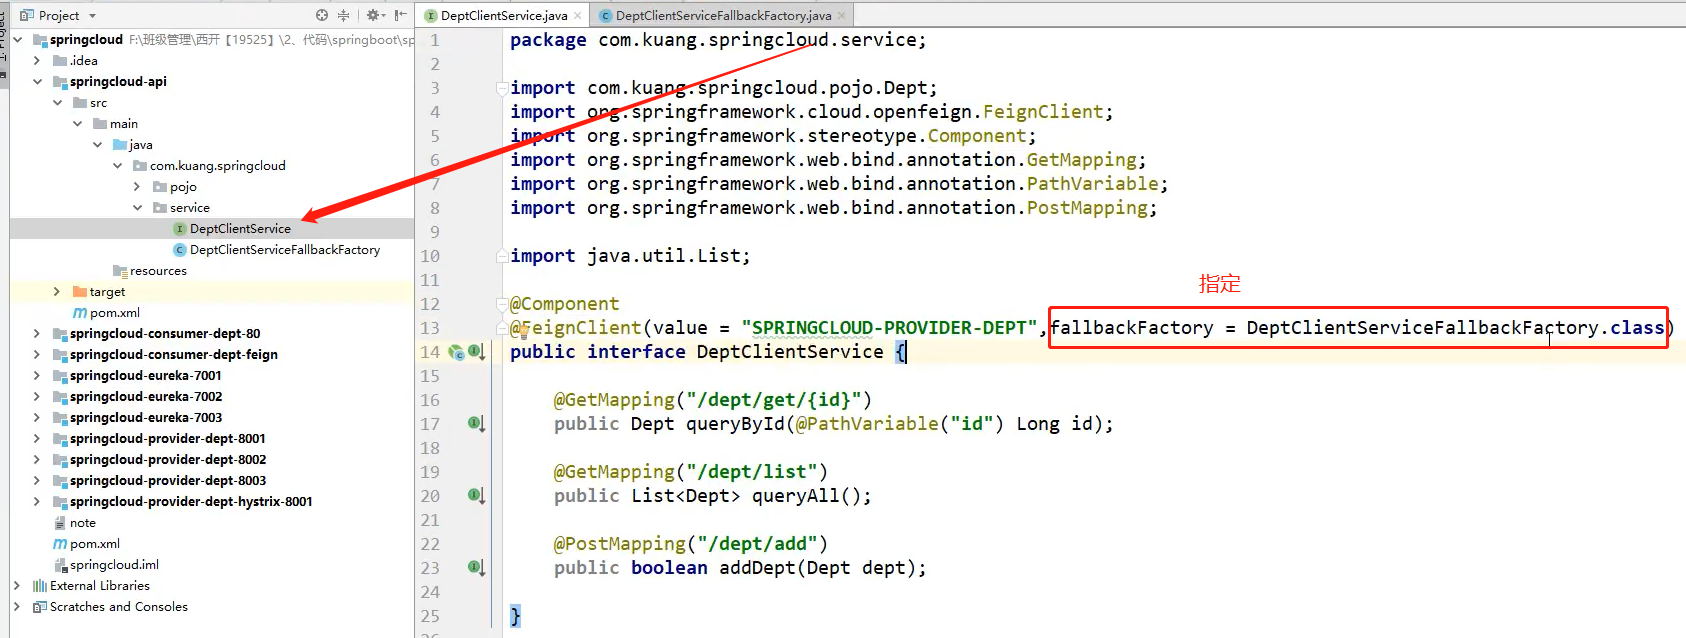 Project
springcloud F:\班级管理\西开【19525】\2、代码\springboot\sp
.idea
springcloud-api
src
main
java
com.kuang.springcloud
pojo
service
DeptClientService
DeptClientServiceFallbackFactory
resources
target
pom.xml
springcloud-consumer-dept-80
springcloud-consumer-dept-feign
springcloud-eureka-7001
springcloud-eureka-7002
springcloud-eureka-7003
springcloud-provider-dept-8001
springcloud-provider-dept-8002
springcloud-provider-dept-8003
springcloud-provider-dept-hystrix-8001
note
pom.xml
springcloud.iml
External Libraries
Scratches and Consoles
DeptClientService.java
DeptClientServiceFallbackFactory.java
1 package com.kuang.springcloud.service;
2
3 import com.kuang.springcloud.pojo.Dept;
4 import org.springframework.cloud.openfeign.FeignClient;
5 import org.springframework.stereotype.Component;
6 import org.springframework.web.bind.annotation.GetMapping;
7 import org.springframework.web.bind.annotation.PathVariable;
8 import org.springframework.web.bind.annotation.PostMapping;
9
10 import java.util.List;
11
指定
12 @Component
13 @FeignClient(value = "SPRINGCLOUD-PROVIDER-DEPT",fallbackFactory = DeptClientServiceFallbackFactory.class)
14 public interface DeptClientService {
15
16 @GetMapping("/dept/get/{id}")
17 public Dept queryById(@PathVariable("id") Long id);
18
19 @GetMapping("/dept/list")
20 public List<Dept> queryAll();
21
22 @PostMapping("/dept/add")
23 public boolean addDept(Dept dept);
24
25 }